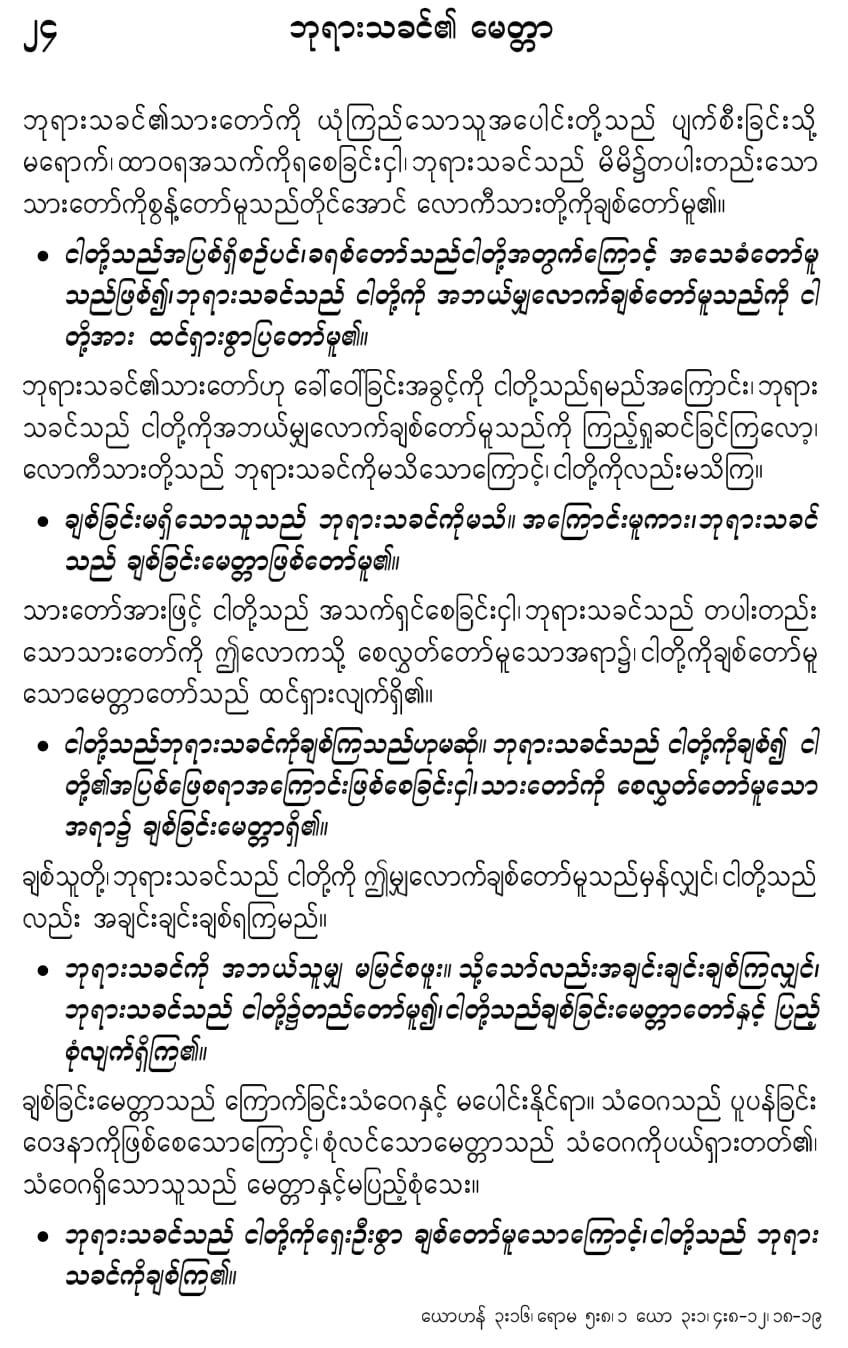 ၂၄ ဘုရားသခင်၏ မေတ္တာ
ဘုရားသခင်၏သားတော်ကို ယုံကြည်သောသူအပေါင်းတို့သည် ပျက်စီးခြင်းသို့
မရောက်၊ထာဝရအသက်ကိုရစေခြင်းငှါ၊ဘုရားသခင်သည် မိမိ၌တပါးတည်းသော
သားတော်ကိုစွန့်တော်မူသည်တိုင်အောင် လောကီသားတို့ကိုချစ်တော်မူ၏။
• ငါတို့သည်အပြစ်ရှိစဉ်ပင်၊ခရစ်တော်သည်ငါတို့အတွက်ကြောင့် အသေခံတော်မူ
သည်ဖြစ်၍၊ဘုရားသခင်သည် ငါတို့ကို အဘယ်မျှလောက်ချစ်တော်မူသည်ကို ငါ
တို့အား ထင်ရှားစွာပြတော်မူ၏။
ဘုရားသခင်၏သားတော်ဟု ခေါ်ဝေါ်ခြင်းအခွင့်ကို ငါတို့သည်ရမည်အကြောင်း၊ဘုရား
သခင်သည် ငါတို့ကိုအဘယ်မျှလောက်ချစ်တော်မူသည်ကို ကြည့်ရှုဆင်ခြင်ကြလော့၊
လောကီသားတို့သည် ဘုရားသခင်ကိုမသိသောကြောင့်၊ငါတို့ကိုလည်းမသိကြ။
• ချစ်ခြင်းမရှိသောသူသည် ဘုရားသခင်ကိုမသိ။ အကြောင်းမူကား၊ဘုရားသခင်
သည် ချစ်ခြင်းမေတ္တာဖြစ်တော်မူ၏။
သားတော်အားဖြင့် ငါတို့သည် အသက်ရှင်စေခြင်းငှါ၊ဘုရားသခင်သည် တပါးတည်း
သောသားတော်ကို ဤလောကသို့ စေလွှတ်တော်မူသောအရာ၌၊ငါတို့ကိုချစ်တော်မူ
သောမေတ္တာတော်သည် ထင်ရှားလျက်ရှိ၏။
• ငါတို့သည်ဘုရားသခင်ကိုချစ်ကြသည်ဟုမဆို။ ဘုရားသခင်သည် ငါတို့ကိုချစ်၍ ငါ
တို့၏အပြစ်ဖြေစရာအကြောင်းဖြစ်စေခြင်းငှါ၊သားတော်ကို စေလွှတ်တော်မူသော
အရာ၌ ချစ်ခြင်းမေတ္တာရှိ၏။
ချစ်သူတို့၊ဘုရားသခင်သည် ငါတို့ကို ဤမျှလောက်ချစ်တော်မူသည်မှန်လျှင်၊ငါတို့သည်
လည်း အချင်းချင်းချစ်ရကြမည်။
• ဘုရားသခင်ကို အဘယ်သူမျှ မမြင်စဖူး။ သို့သော်လည်းအချင်းချင်းချစ်ကြလျှင်၊
ဘုရားသခင်သည် ငါတို့၌တည်တော်မူ၍၊ငါတို့သည်ချစ်ခြင်းမေတ္တာတော်နှင့် ပြည့်
စုံလျက်ရှိကြ၏။
ချစ်ခြင်းမေတ္တာသည် ကြောက်ခြင်းသံဝေဂနှင့် မပေါင်းနိုင်ရာ။ သံဝေဂသည် ပူပန်ခြင်း
ဝေဒနာကိုဖြစ်စေသောကြောင့်၊စုံလင်သောမေတ္တာသည် သံဝေဂကိုပယ်ရှားတတ်၏၊
သံဝေဂရှိသောသူသည် မေတ္တာနှင့်မပြည့်စုံသေး။
• ဘုရားသခင်သည် ငါတို့ကိုရှေးဦးစွာ ချစ်တော်မူသောကြောင့်၊ငါတို့သည် ဘုရား
သခင်ကိုချစ်ကြ၏။
ယောဟန် ၃း၁၆၊ရောမ ၅း၈၊၁ ယော ၃း၁၊၄း၈–၁၂၊၁၈–၁၉